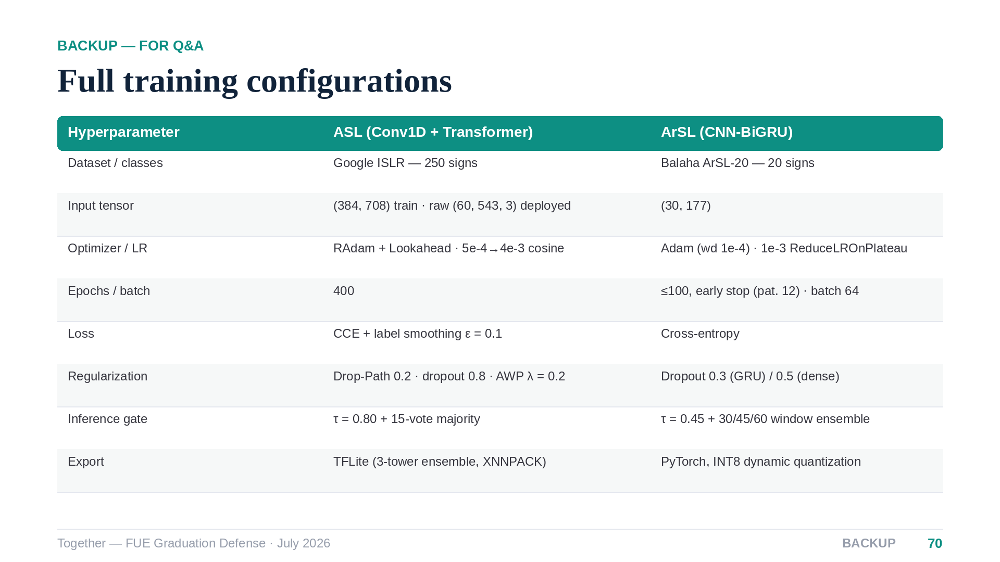 BACKUP — FOR Q&A
Full training configurations
Hyperparameter ASL (Conv1D + Transformer) ArSL (CNN-BiGRU)
Dataset / classes Google ISLR — 250 signs Balaha ArSL-20 — 20 signs
Input tensor (384, 708) train · raw (60, 543, 3) deployed (30, 177)
Optimizer / LR RAdam + Lookahead · 5e-4→4e-3 cosine Adam (wd 1e-4) · 1e-3 ReduceLROnPlateau
Epochs / batch 400 ≤100, early stop (pat. 12) · batch 64
Loss CCE + label smoothing ε = 0.1 Cross-entropy
Regularization Drop-Path 0.2 · dropout 0.8 · AWP λ = 0.2 Dropout 0.3 (GRU) / 0.5 (dense)
Inference gate τ = 0.80 + 15-vote majority τ = 0.45 + 30/45/60 window ensemble
Export TFLite (3-tower ensemble, XNNPACK) PyTorch, INT8 dynamic quantization
Together — FUE Graduation Defense · July 2026 BACKUP 70